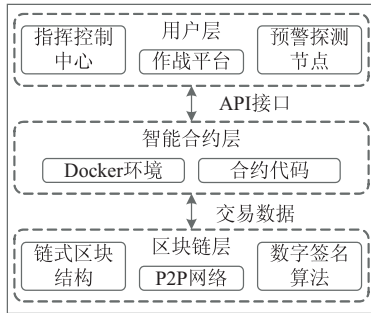 用户层
指挥控制
中心
作战平台
预警探测
节点
API接口
智能合约层
Docker环境
合约代码
交易数据
区块链层
链式区块
结构
P2P网络
数字签名
算法